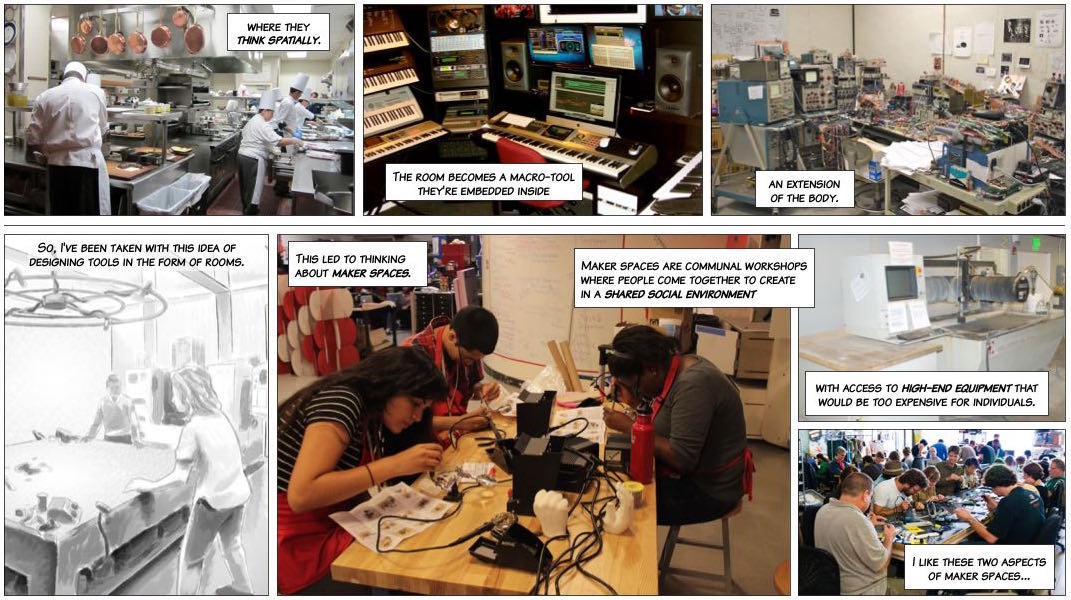 WHERE THEY
THINK SPATIALLY.
THE ROOM BECOMES A MACRO-TOOL
THEY'RE EMBEDDED INSIDE
AN EXTENSION
OF THE BODY.
SO, I'VE BEEN TAKEN WITH THIS IDEA OF
DESIGNING TOOLS IN THE FORM OF ROOMS.
THIS LED TO THINKING
ABOUT MAKER SPACES.
MAKER SPACES ARE COMMUNAL WORKSHOPS
WHERE PEOPLE COME TOGETHER TO CREATE
IN A SHARED SOCIAL ENVIRONMENT
WITH ACCESS TO HIGH-END EQUIPMENT THAT
WOULD BE TOO EXPENSIVE FOR INDIVIDUALS.
I LIKE THESE TWO ASPECTS
OF MAKER SPACES...